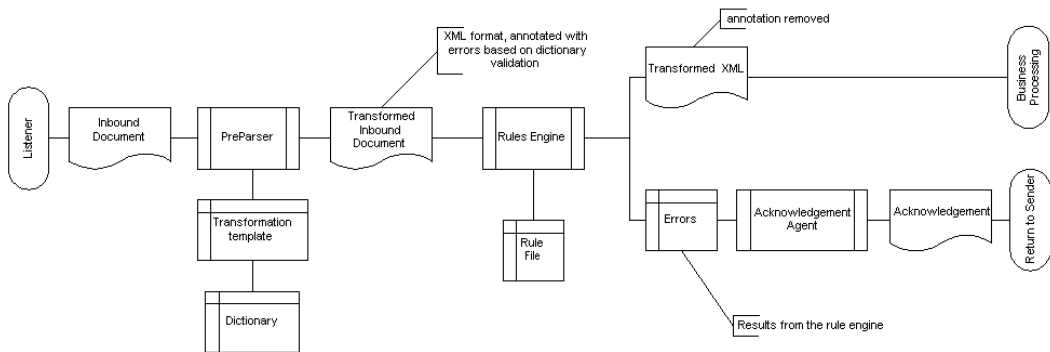 annotation removed
XML format, annotated with
errors based on dictionary
validation
Listener
Inbound
Document
PreParser
Transformed
Inbound
Document
Rules Engine
Transformed XML
Business
Processing
Transformation
template
Dictionary
Rule
File
Errors
Acknowledgement
Agent
Acknowledgement
Return to Sender
Results from the rule engine